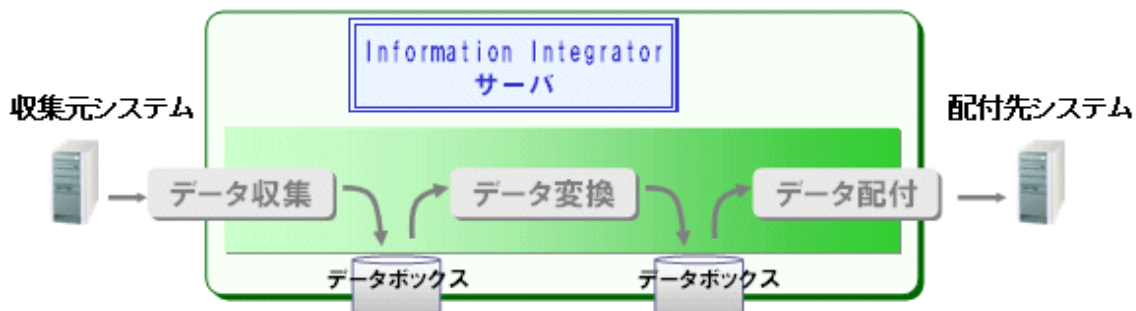 Information Integrator
サーバ
収集元システム
配付先システム
データ収集
データ変換
データ配付
データボックス
データボックス